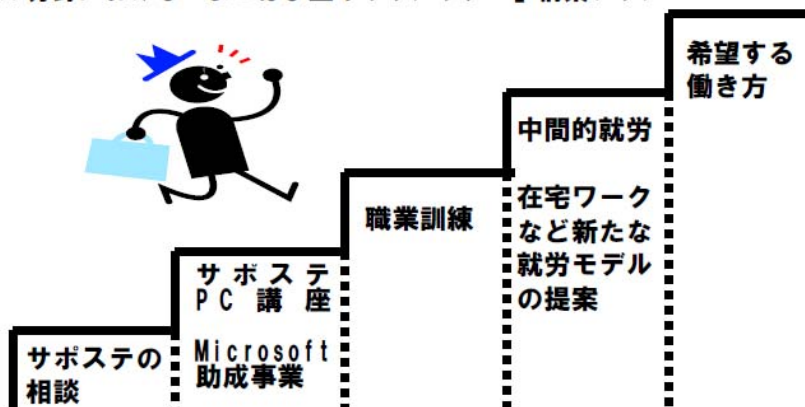 サポステの
相談
サポステ
PC講座
Microsoft
助成事業
職業訓練
中間的就労
在宅ワーク
など新たな
就労モデル
の提案
希望する
働き方